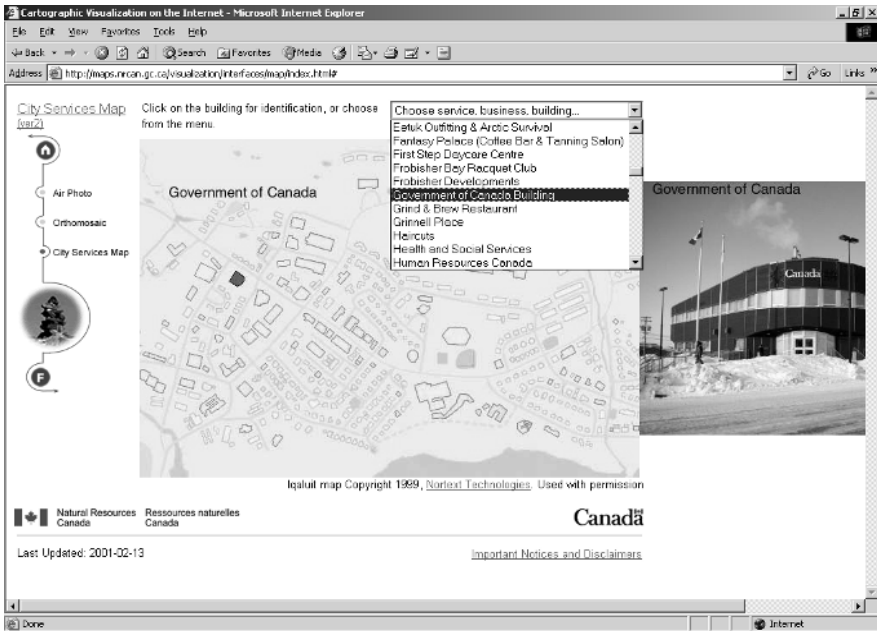 Cartographic Visualization on the Internet - Microsoft Internet Explorer
File Edit View Favorites Tools Help
Back Search Favorites Media
Address http://maps.nrcan.gc.ca/visualization/interfaces/map/index.html# Go Links »
City Services Map
(ver2)
Click on the building for identification, or choose
from the menu.
Choose service, business, building...
Eetuk Outfitting & Arctic Survival
Fantasy Palace (Coffee Bar & Tanning Salon)
First Step Daycare Centre
Frobisher Bay Racquet Club
Frobisher Developments
Government of Canada Building
Grind & Brew Restaurant
Grinnell Place
Haircuts
Health and Social Services
Human Resources Canada
Air Photo
Orthomosaic
City Services Map
F
Government of Canada
Government of Canada
Canada
Iqaluit map Copyright 1999, Nortext Technologies. Used with permission
Natural Resources Ressources naturelles
Canada Canada
Canada
Last Updated: 2001-02-13
Important Notices and Disclaimers
Done Internet